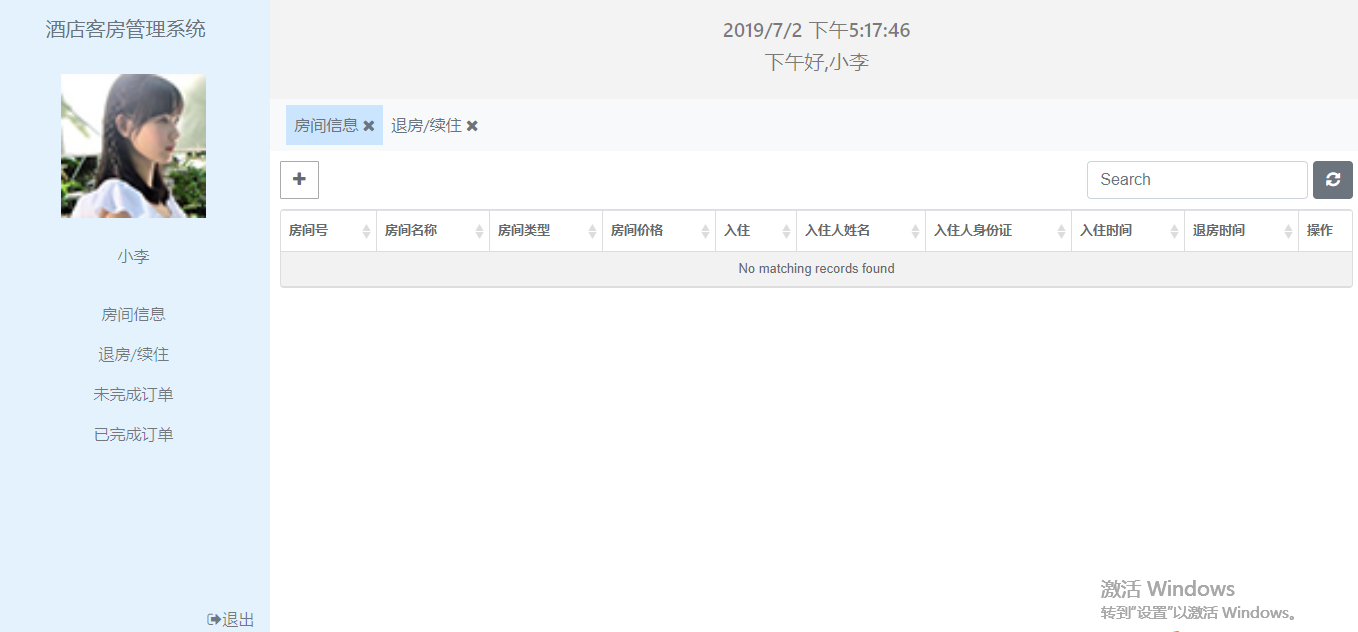 酒店客房管理系统
小李
房间信息
退房/续住
未完成订单
已完成订单
退出
2019/7/2 下午5:17:46
下午好,小李
房间信息 退房/续住
Search
房间号 房间名称 房间类型 房间价格 入住 入住人姓名 入住人身份证 入住时间 退房时间 操作
No matching records found
激活 Windows
转到"设置"以激活 Windows。